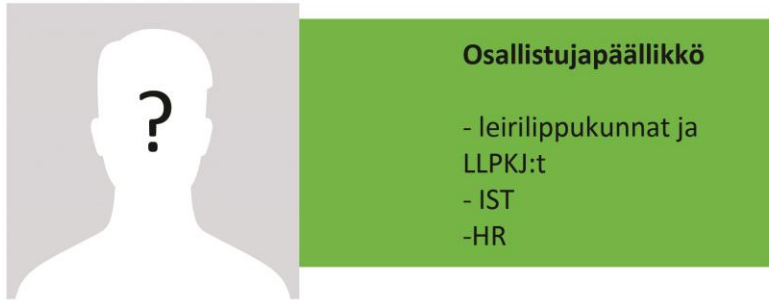 ?
Osallistujapäällikkö
- leirilippukunnat ja
LLPKJ:t
- IST
-HR